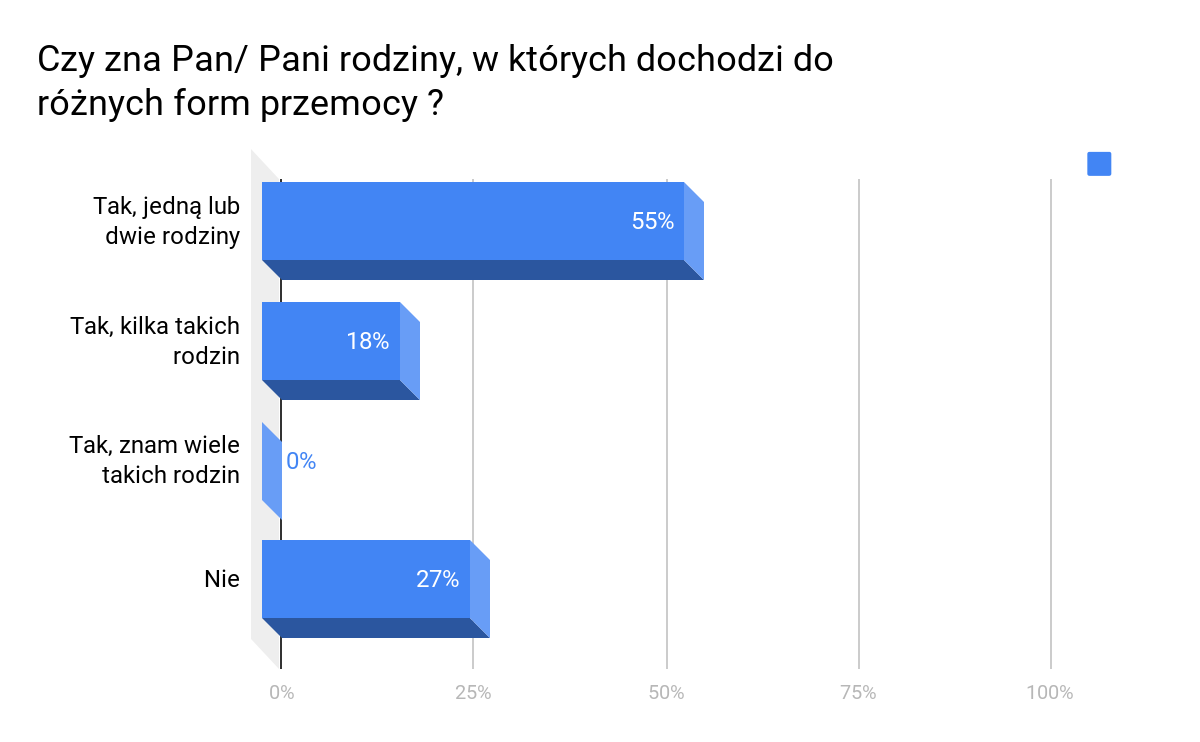 Czy zna Pan/ Pani rodziny, w których dochodzi do
różnych form przemocy ?
Tak, jedną lub
dwie rodziny
55%
Tak, kilka takich
rodzin
18%
Tak, znam wiele
takich rodzin
0%
Nie
27%
0% 25% 50% 75% 100%